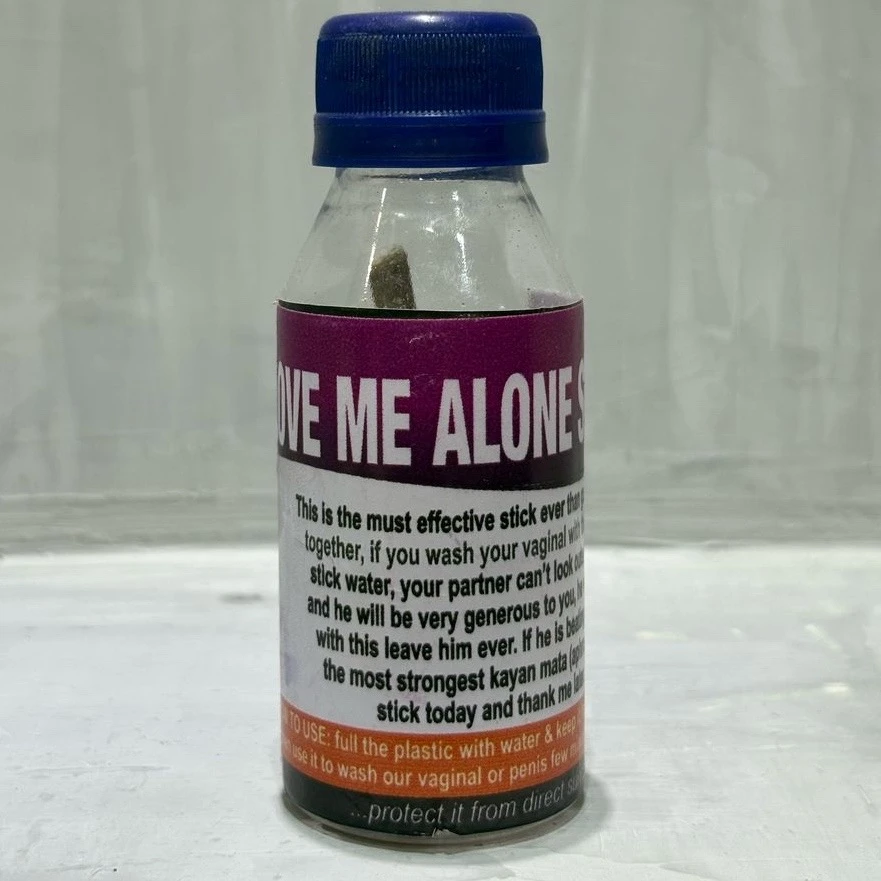 OVE ME ALONE S
This is the must effective stick ever than
together, if you wash your vaginal with
stick water, your partner can't look
and he will be very generous to you,
with this leave him ever. If he is
the most strongest kayan mata
stick today and thank me
TO USE: full the plastic with water & keep
use it to wash our vaginal or penis few
...protect it from direct